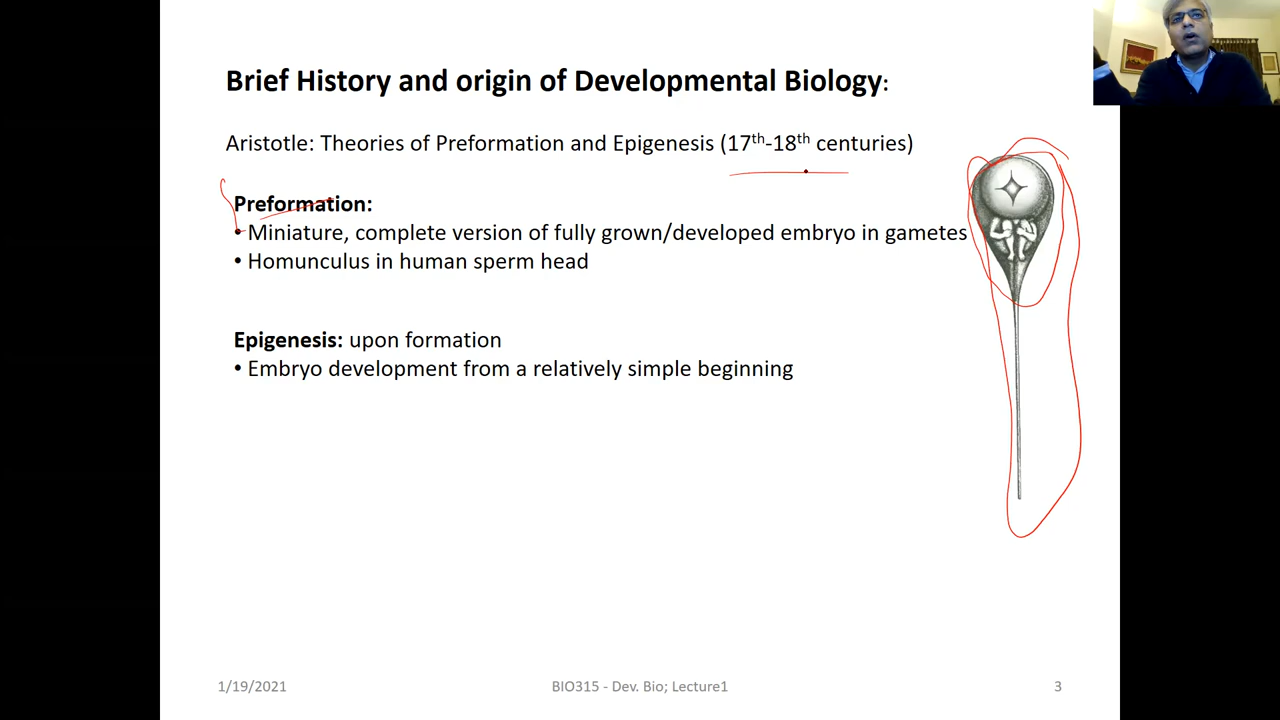 Brief History and origin of Developmental Biology:
Aristotle: Theories of Preformation and Epigenesis (17th-18th centuries)
Preformation:
• Miniature, complete version of fully grown/developed embryo in gametes
• Homunculus in human sperm head
Epigenesis: upon formation
• Embryo development from a relatively simple beginning
1/19/2021
BIO315 - Dev. Bio; Lecture1
3